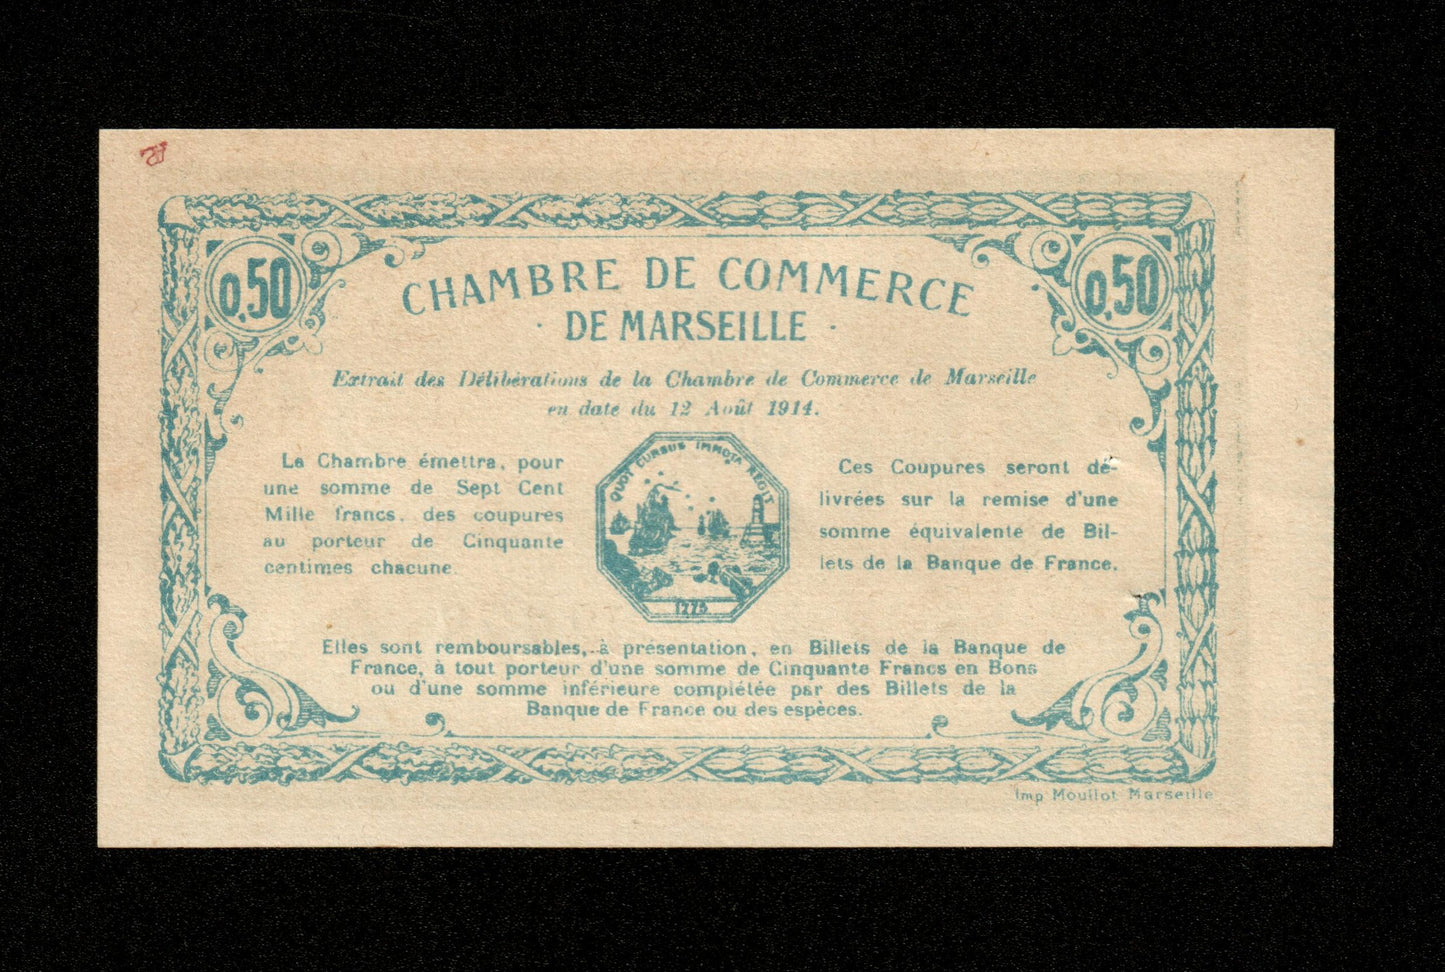 0,50
0,50
CHAMBRE DE COMMERCE
· DE MARSEILLE ·
Extrait des Délibérations de la Chambre de Commerce de Marseille
en date du 12 Août 1914.
La Chambre émettra, pour
une somme de Sept Cent
Mille francs, des coupures
au porteur de Cinquante
centimes chacune.
QUOT CURSUS IMMOTA REGIT
1775
Ces Coupures seront dé-
livrées sur la remise d'une
somme équivalente de Bil-
lets de la Banque de France.
Elles sont remboursables, à présentation, en Billets de la Banque de
France, à tout porteur d'une somme de Cinquante Francs en Bons
ou d'une somme inférieure complétée par des Billets de la
Banque de France ou des espèces.
Imp Moullot Marseille